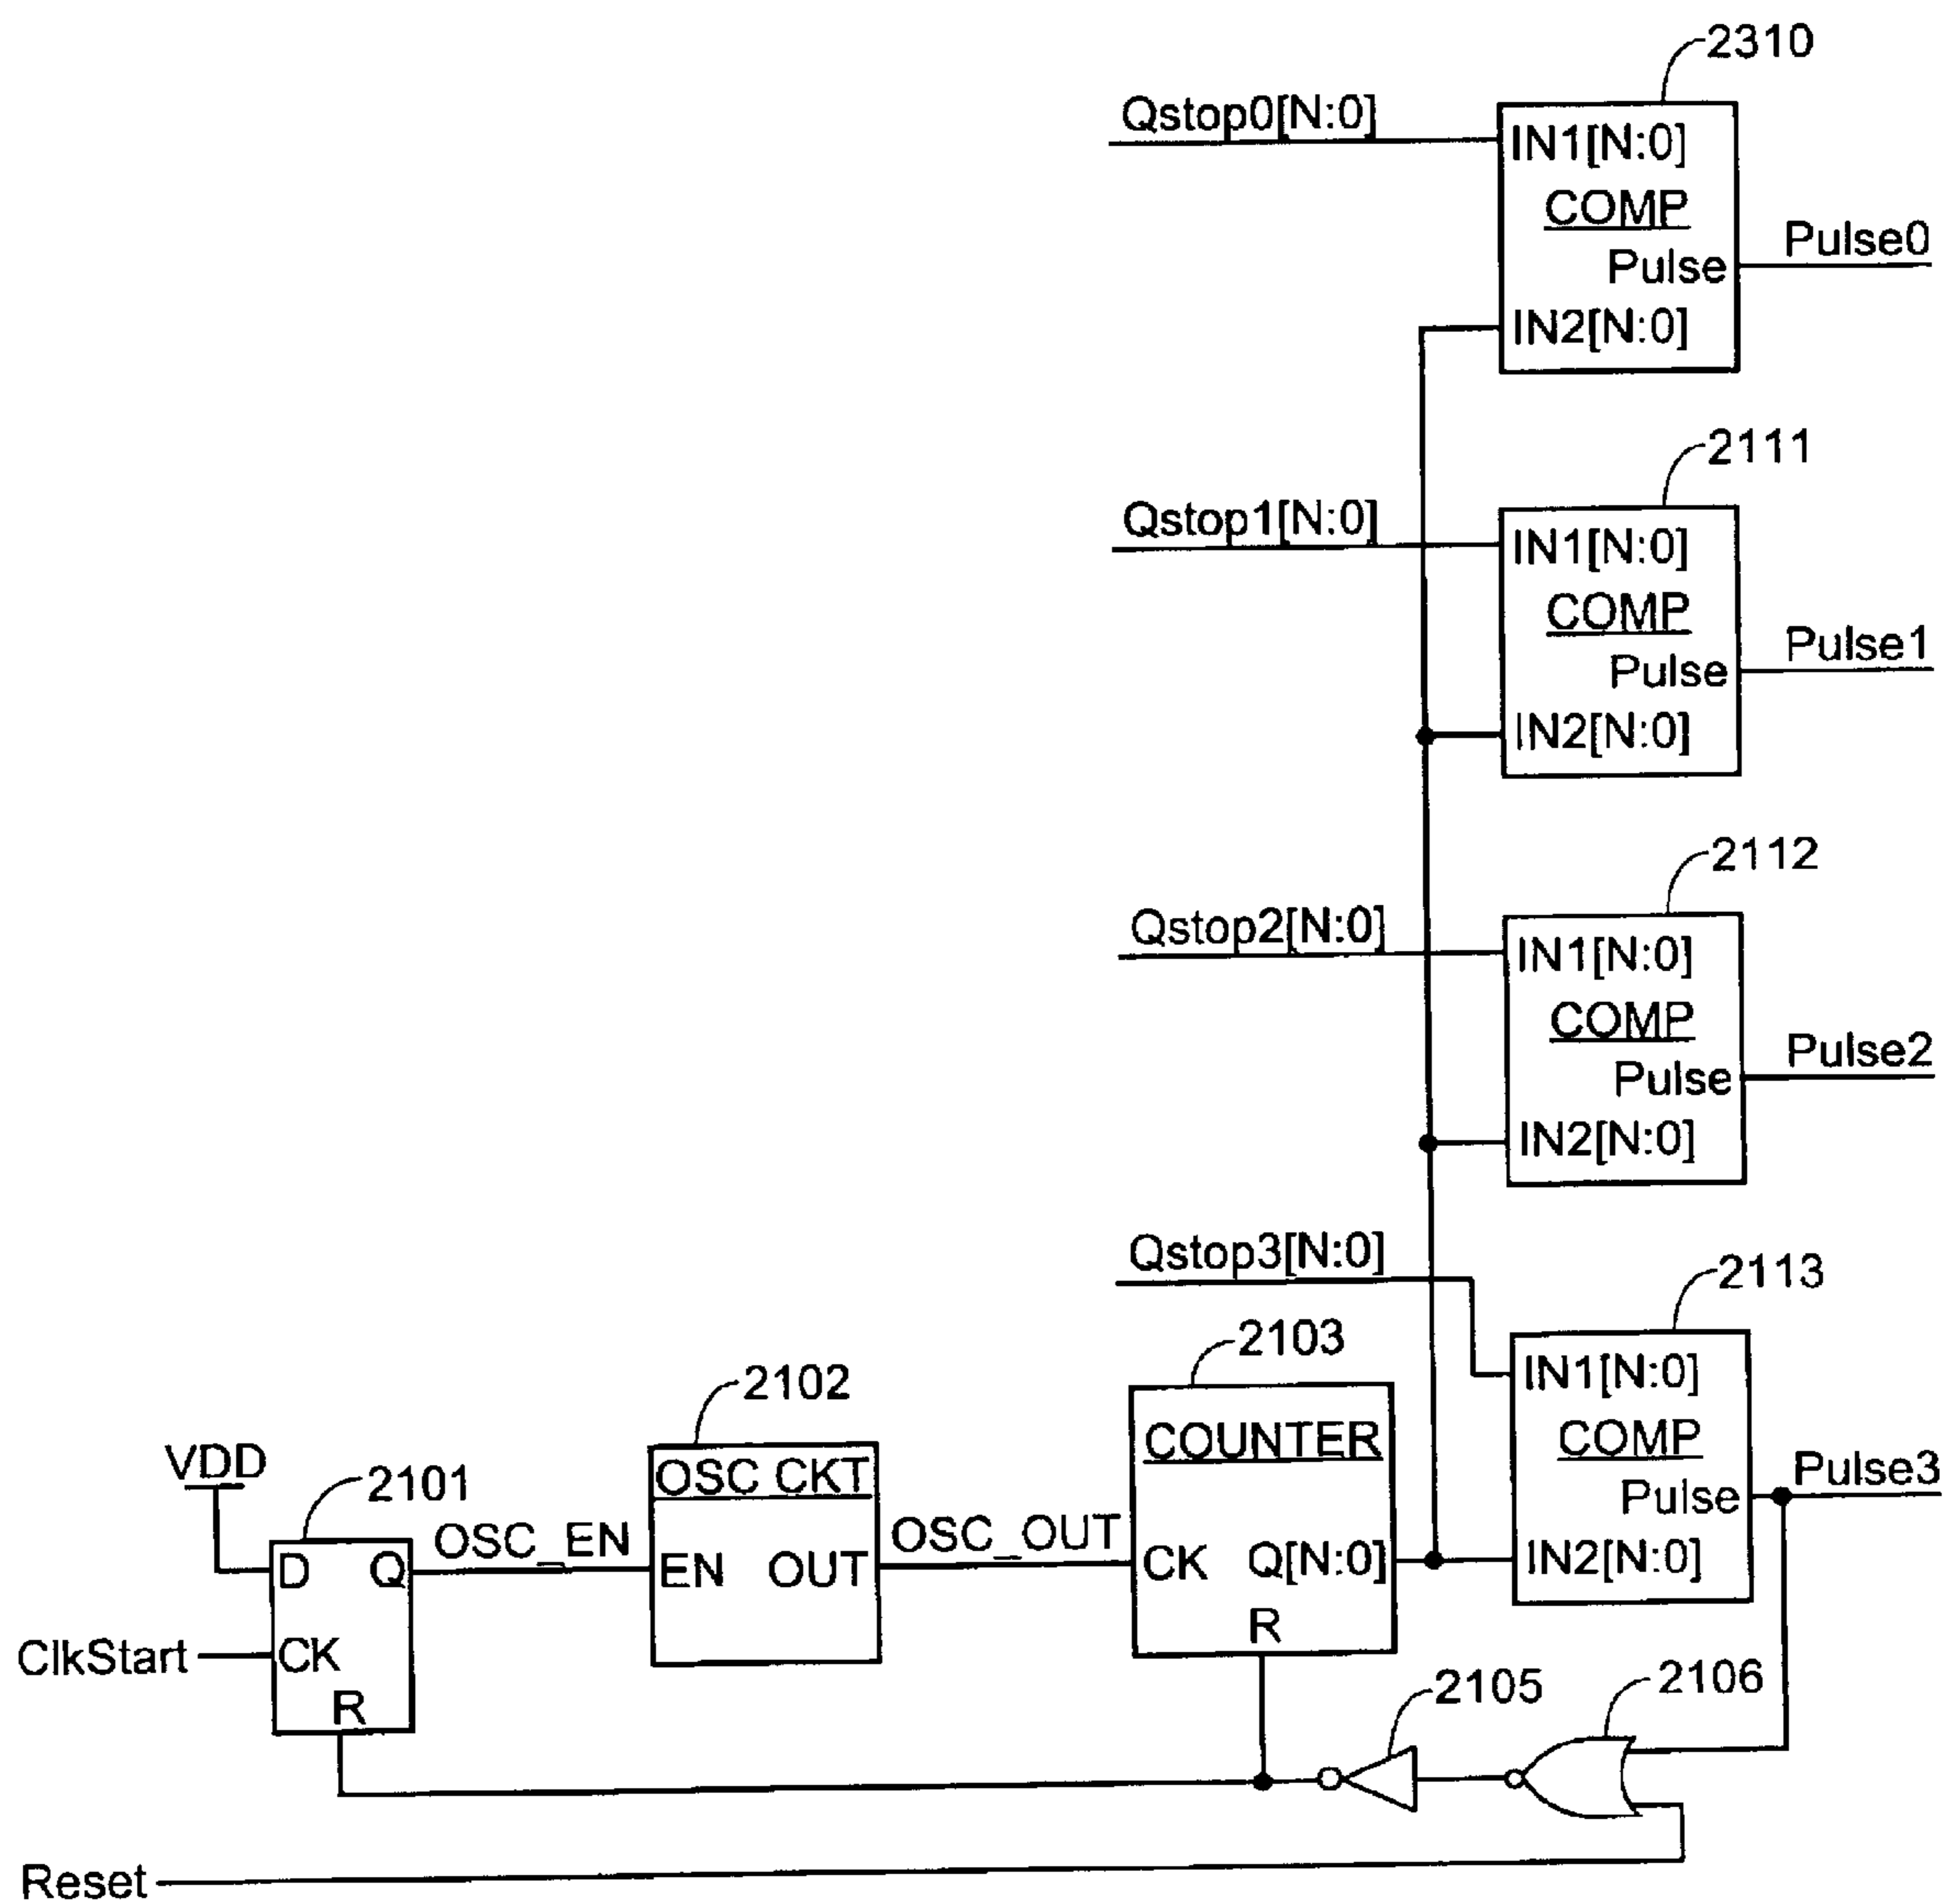 2310
Qstop0[N:0]
IN1[N:0]
COMP
Pulse
Pulse0
IN2[N:0]
2111
Qstop1[N:0]
IN1[N:0]
COMP
Pulse
Pulse1
IN2[N:0]
2112
Qstop2[N:0]
IN1[N:0]
COMP
Pulse
Pulse2
IN2[N:0]
Qstop3[N:0]
2113
IN1[N:0]
COMP
Pulse
Pulse3
IN2[N:0]
2103
COUNTER
CK
Q[N:0]
R
2102
OSC CKT
EN
OUT
OSC_OUT
VDD
2101
D
Q
OSC_EN
ClkStart
CK
R
2105
2106
Reset